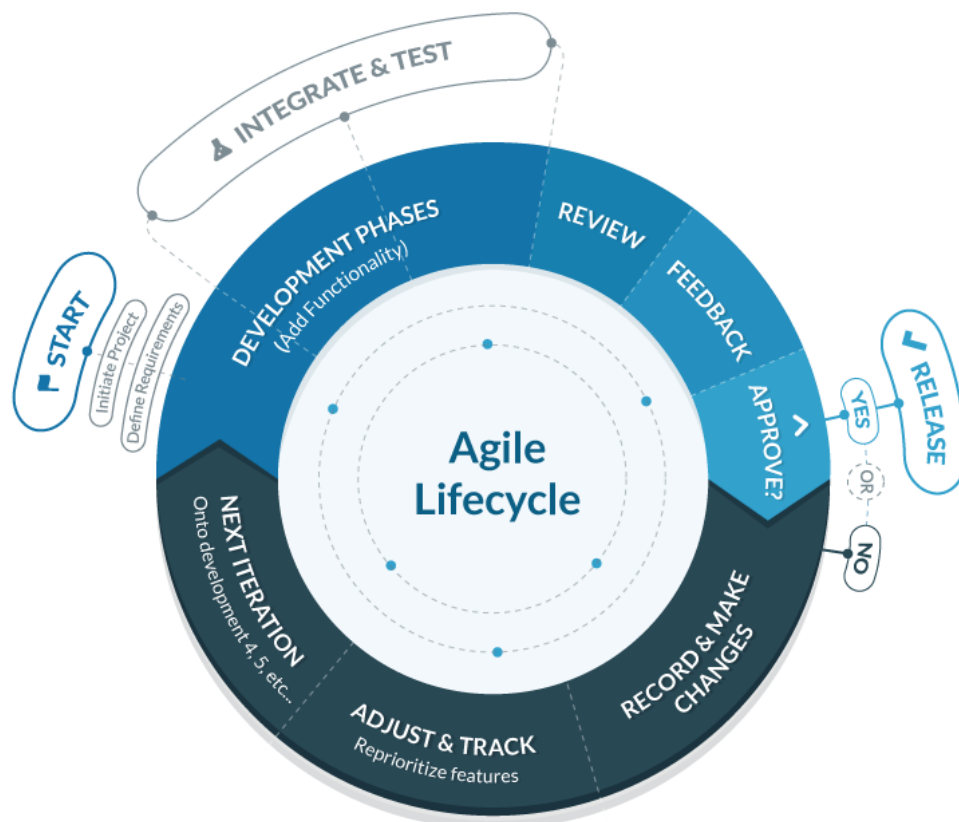 START
Initiate Project
Define Requirements
INTEGRATE & TEST
DEVELOPMENT PHASES
(Add Functionality)
REVIEW
FEEDBACK
APPROVE?
YES
RELEASE
OR
NO
RECORD & MAKE
CHANGES
ADJUST & TRACK
Reprioritize features
NEXT ITERATION
Onto development 4, 5, etc...
Agile
Lifecycle